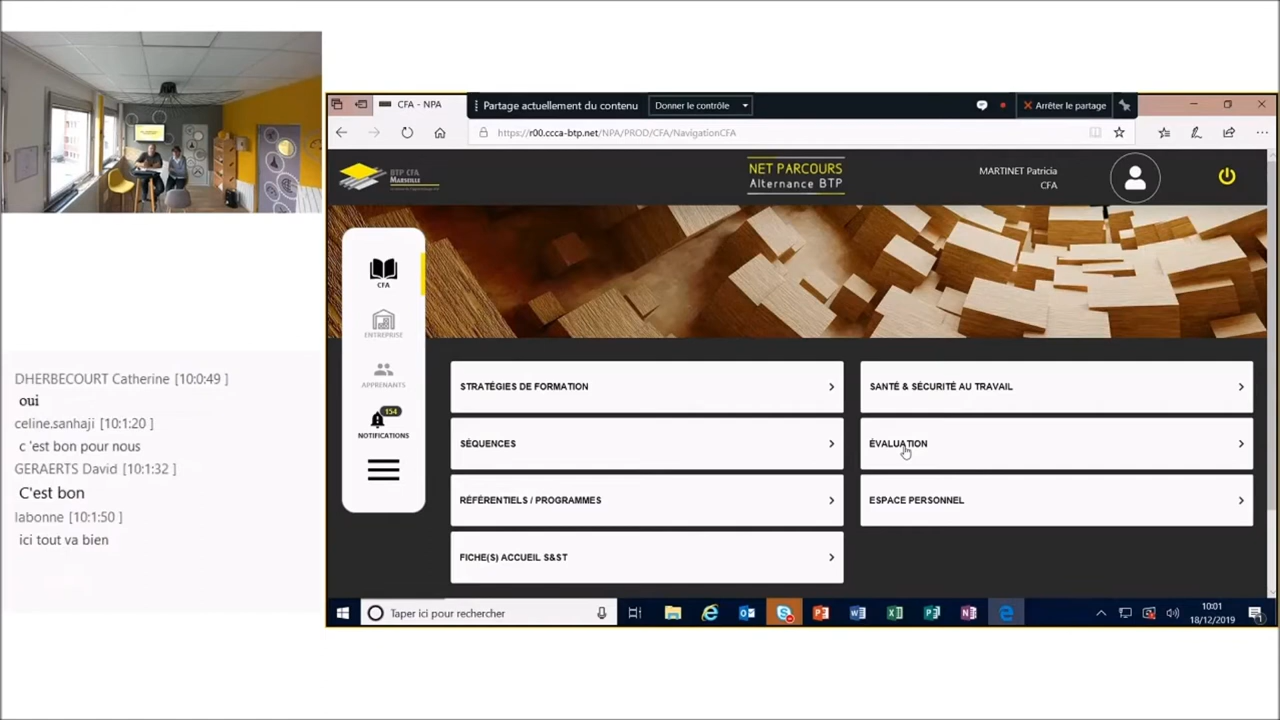 CFA - NPA
Partage actuellement du contenu
Donner le contrôle
Arrêter le partage
https://r00.ccca-btp.net/NPA/PROD/CFA/NavigationCFA
BTP CFA
MARSEILLE
NET PARCOURS
Alternance BTP
MARTINET Patricia
CFA
CFA
ENTREPRISE
APPRENANTS
154
NOTIFICATIONS
STRATÉGIES DE FORMATION
SANTÉ & SÉCURITÉ AU TRAVAIL
SÉQUENCES
ÉVALUATION
RÉFÉRENTIELS / PROGRAMMES
ESPACE PERSONNEL
FICHE(S) ACCUEIL S&ST
DHERBECOURT Catherine [10:0:49 ]
oui
celine.sanhaji [10:1:20 ]
c 'est bon pour nous
GERAERTS David [10:1:32 ]
C'est bon
labonne [10:1:50 ]
ici tout va bien
Taper ici pour rechercher
10:01
18/12/2019